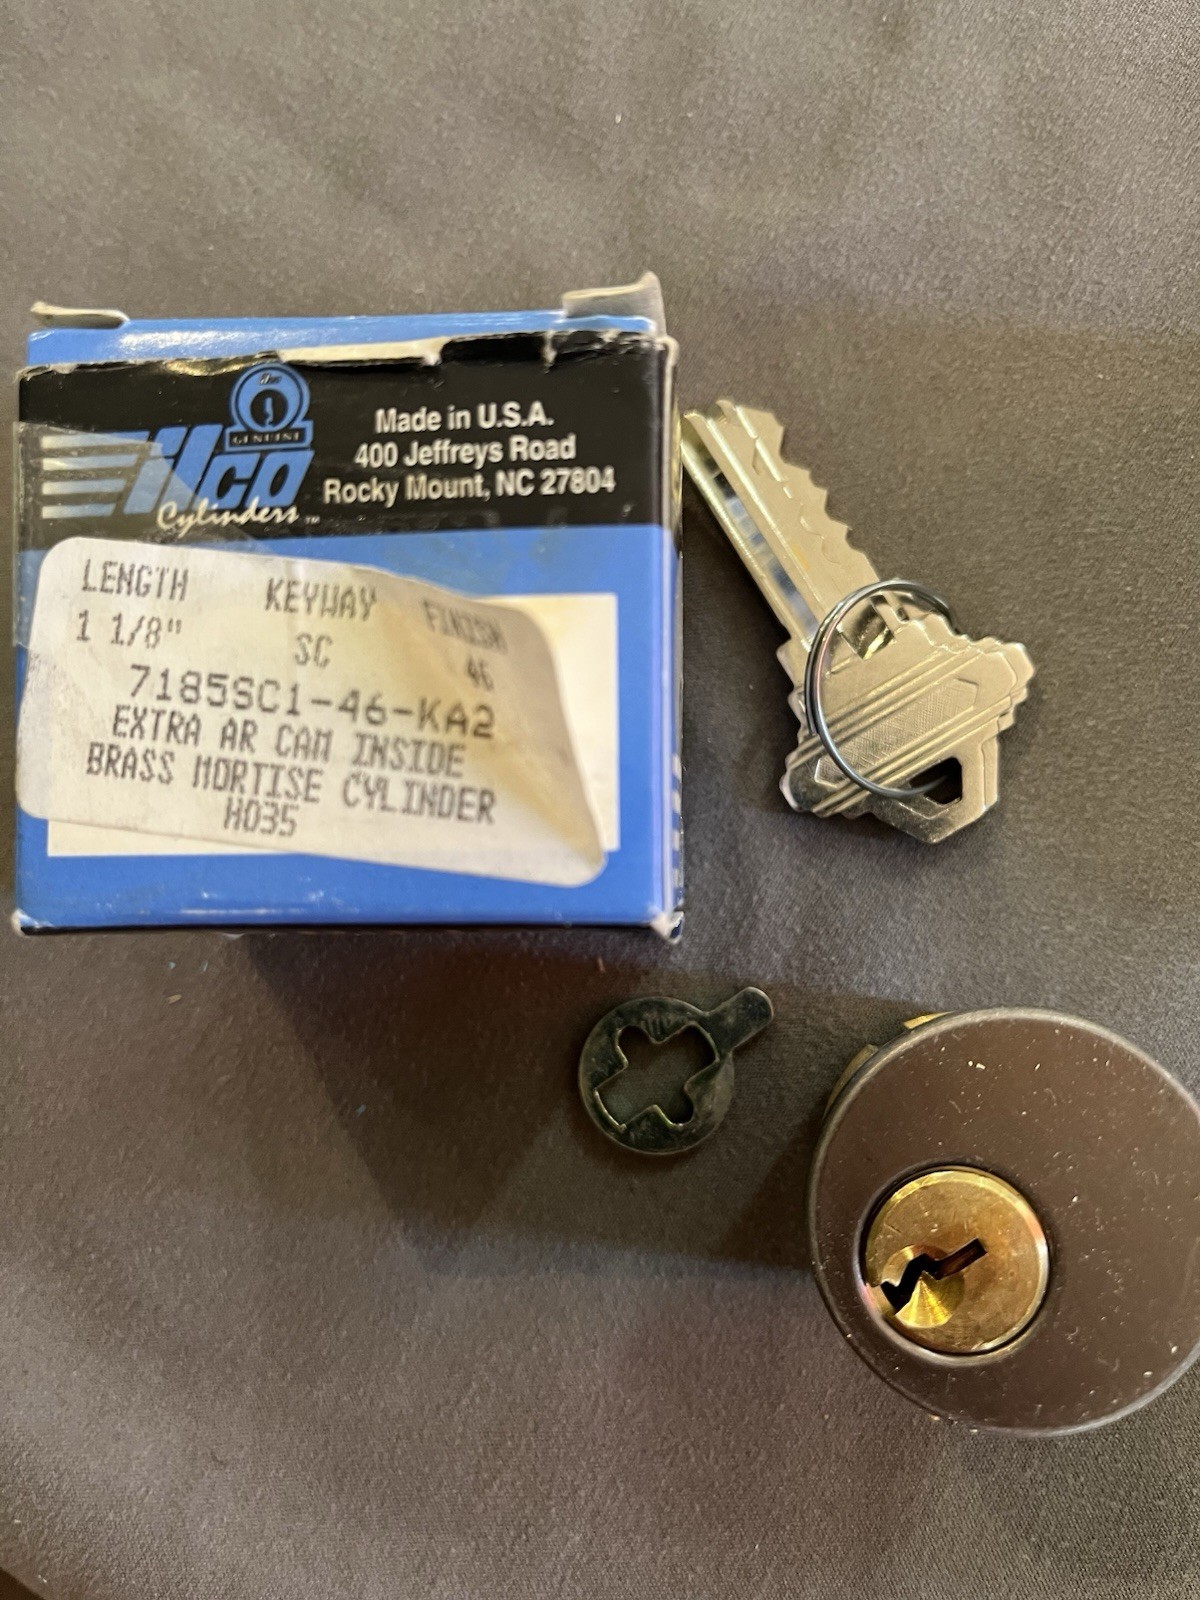 GENUINE
Ilco
Cylinders™
Made in U.S.A.
400 Jeffreys Road
Rocky Mount, NC 27804
LENGTH KEYWAY FINISH
1 1/8" SC 46
7185SC1-46-KA2
EXTRA AR CAM INSIDE
BRASS MORTISE CYLINDER
H035